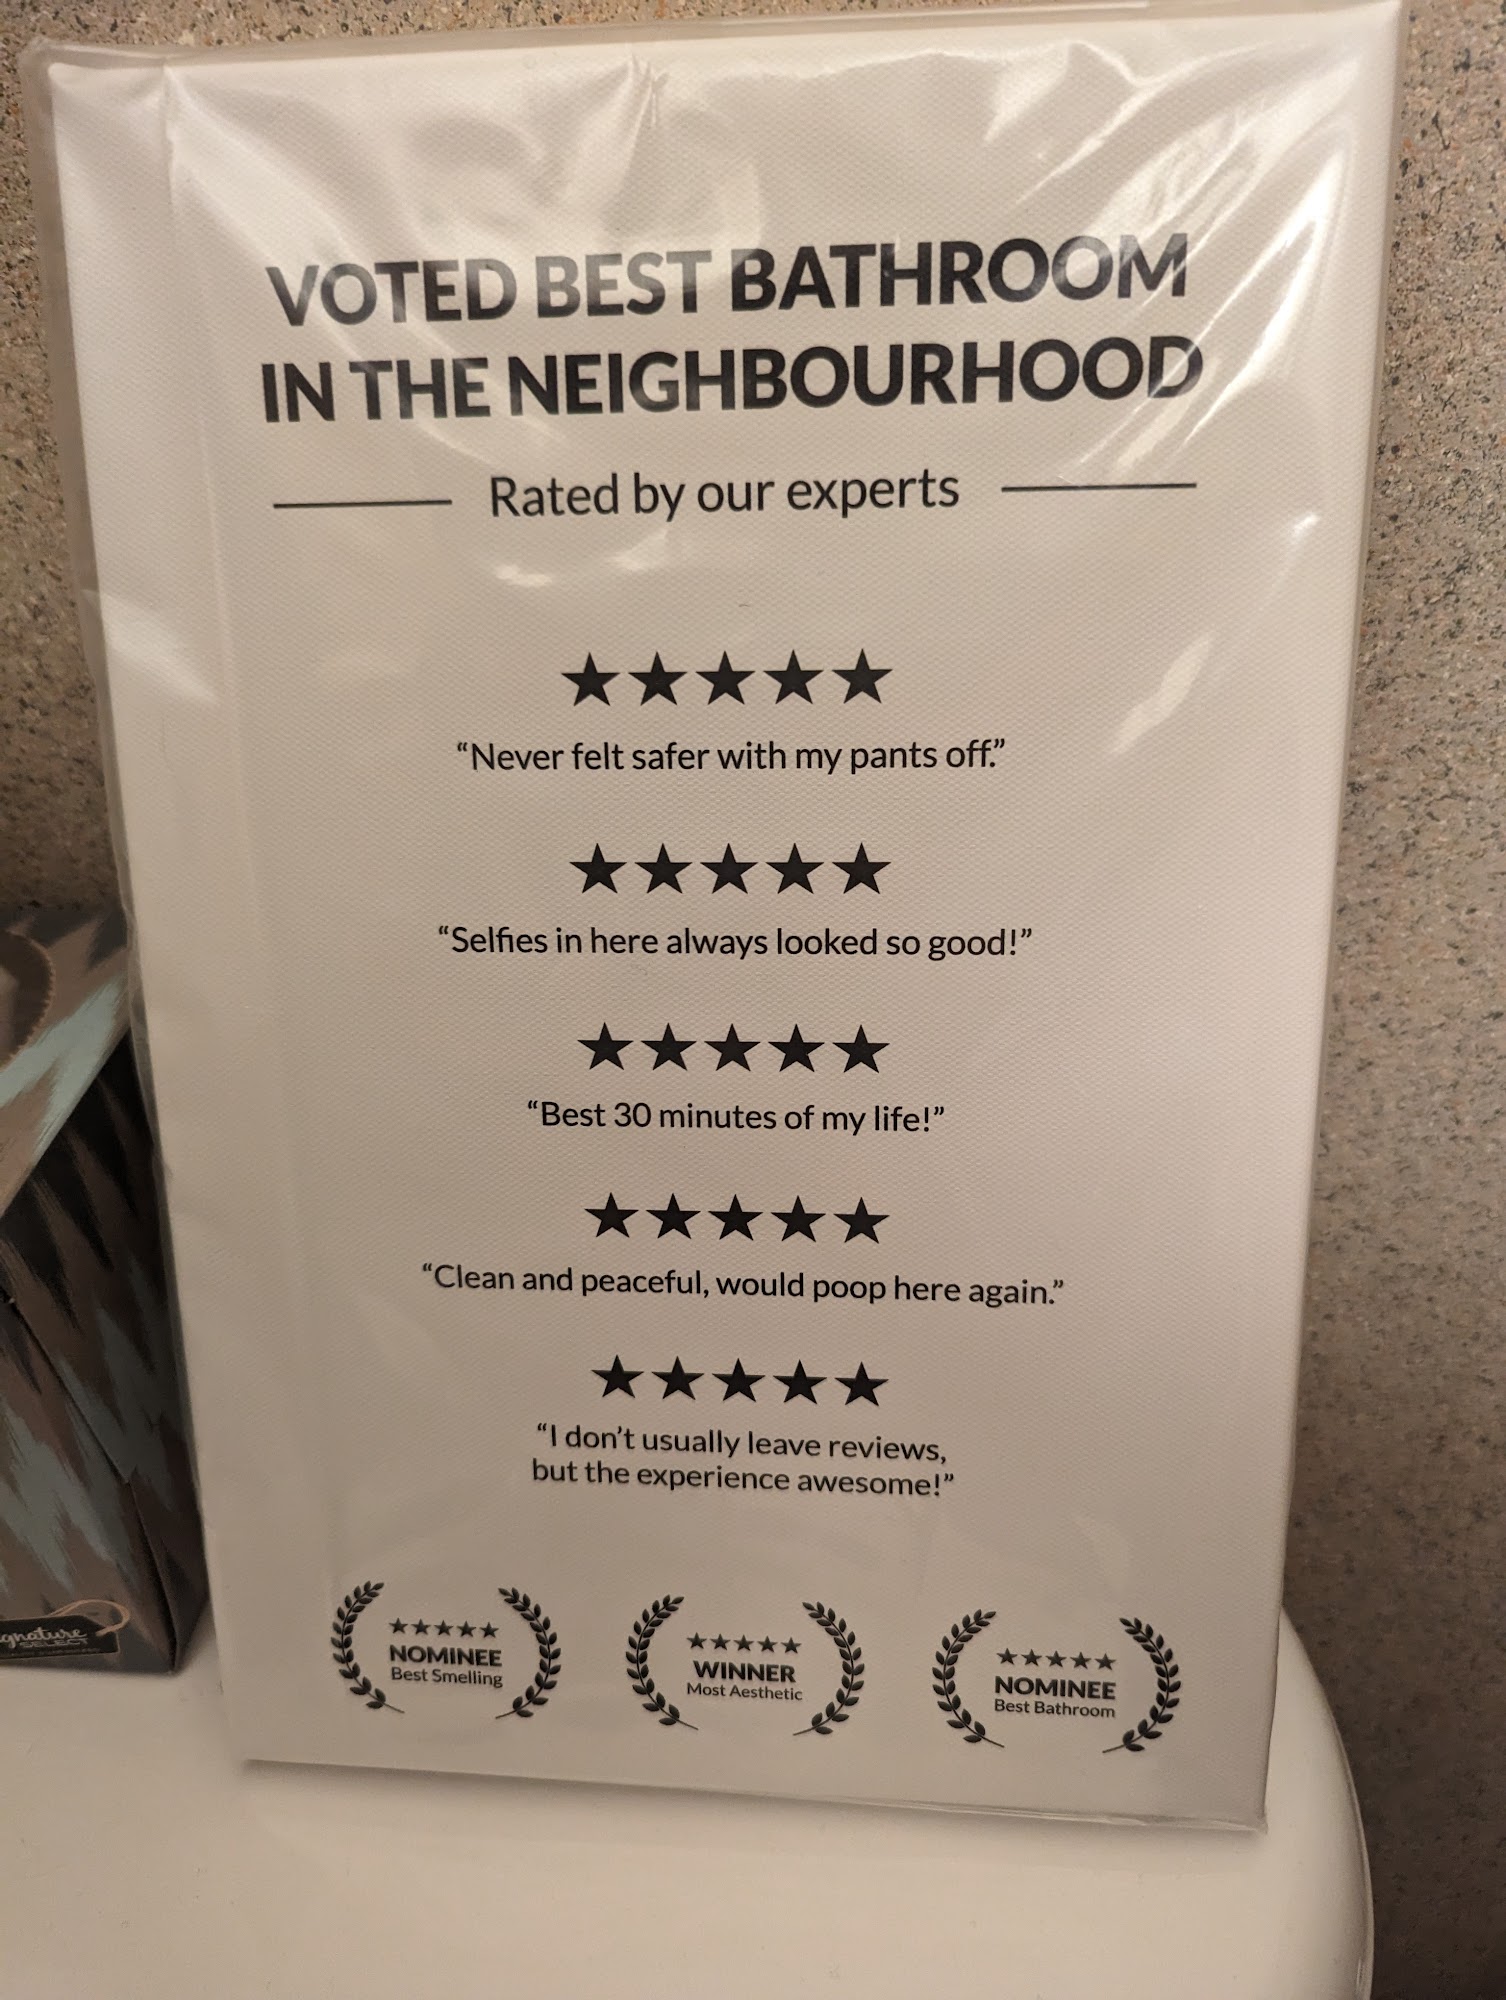 VOTED BEST BATHROOM
IN THE NEIGHBOURHOOD
Rated by our experts
★★★★★
“Never felt safer with my pants off.”
★★★★★
“Selfies in here always looked so good!”
★★★★★
“Best 30 minutes of my life!”
★★★★★
“Clean and peaceful, would poop here again.”
★★★★★
“I don’t usually leave reviews,
but the experience awesome!”
★★★★★
NOMINEE
Best Smelling
★★★★★
WINNER
Most Aesthetic
★★★★★
NOMINEE
Best Bathroom
gnature
SELECT